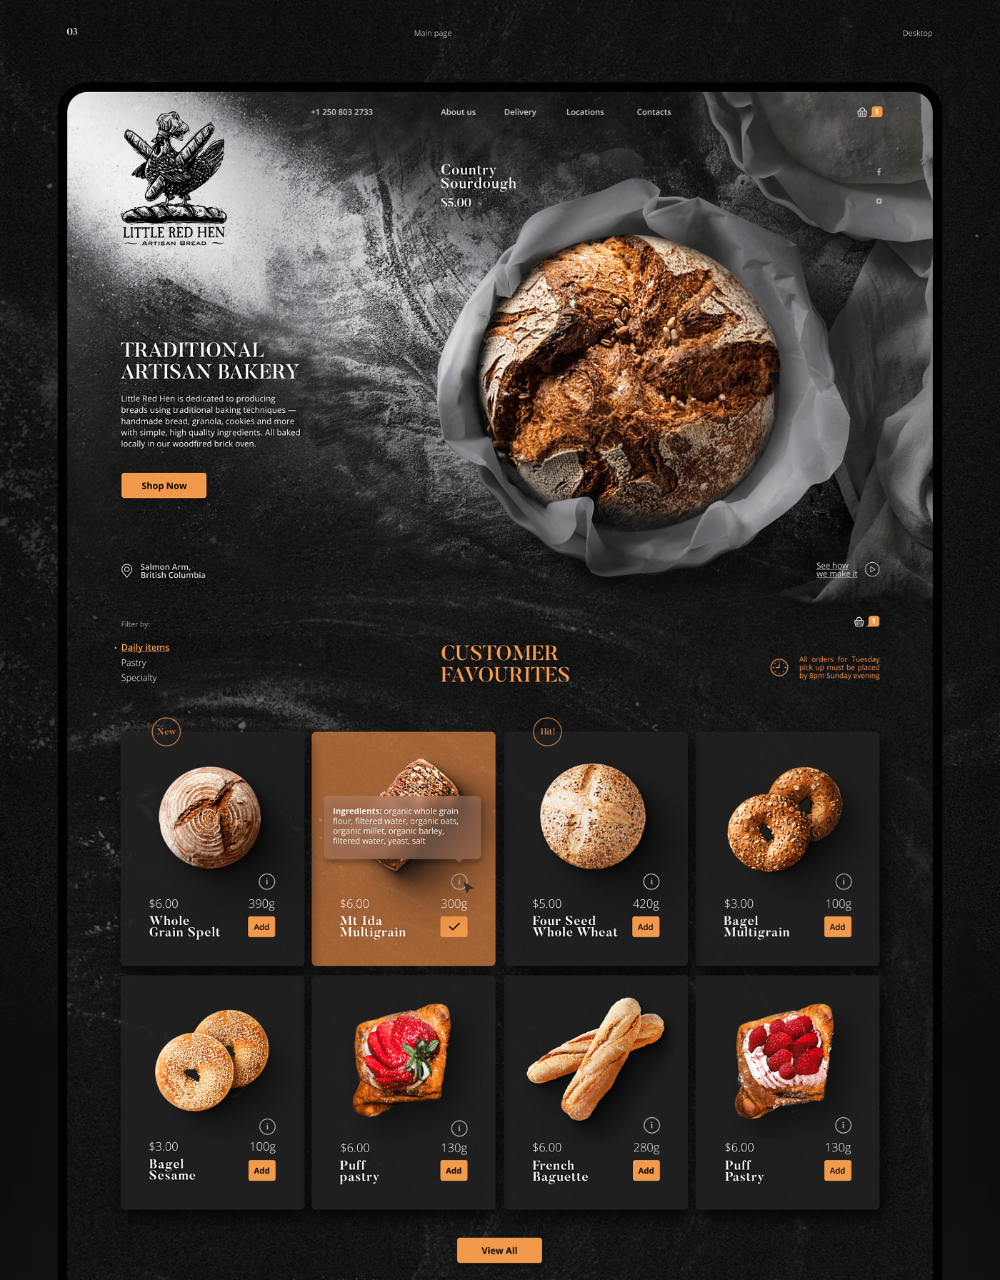 03
Main page
Desktop
+1 250 803 2733
About us
Delivery
Locations
Contacts
1
LITTLE RED HEN
ARTISAN BREAD
Country
Sourdough
$5.00
f
TRADITIONAL
ARTISAN BAKERY
Little Red Hen is dedicated to producing
breads using traditional baking techniques —
handmade bread, granola, cookies and more
with simple, high quality ingredients. All baked
locally in our woodfired brick oven.
Shop Now
Salmon Arm,
British Columbia
See how
we make it
Filter by:
1
Daily items
Pastry
Specialty
CUSTOMER
FAVOURITES
All orders for Tuesday
pick up must be placed
by 8pm Sunday evening
New
Hit!
Ingredients: organic whole grain
flour, filtered water, organic oats,
organic millet, organic barley,
filtered water, yeast, salt
i
i
i
i
$6.00
390g
Whole
Grain Spelt
Add
$6.00
300g
Mt Ida
Multigrain
$5.00
420g
Four Seed
Whole Wheat
Add
$3.00
100g
Bagel
Multigrain
Add
i
i
i
i
$3.00
100g
Bagel
Sesame
Add
$6.00
130g
Puff
pastry
Add
$6.00
280g
French
Baguette
Add
$6.00
130g
Puff
Pastry
Add
View All